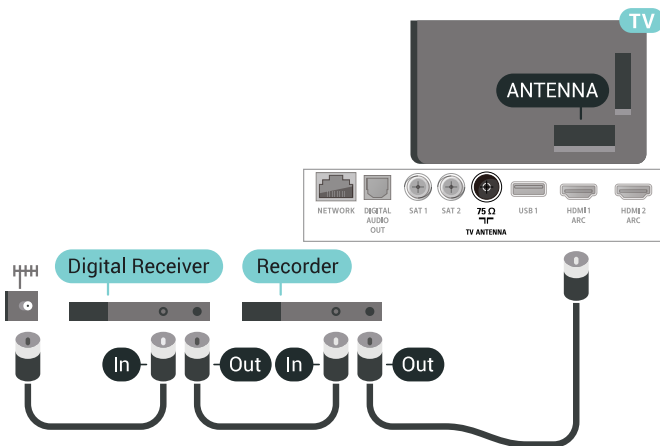 TV
ANTENNA
NETWORK
DIGITAL
AUDIO
OUT
SAT 1
SAT 2
75 Ω
TV ANTENNA
USB 1
HDMI 1
ARC
HDMI 2
ARC
Digital Receiver
Recorder
In
Out
In
Out